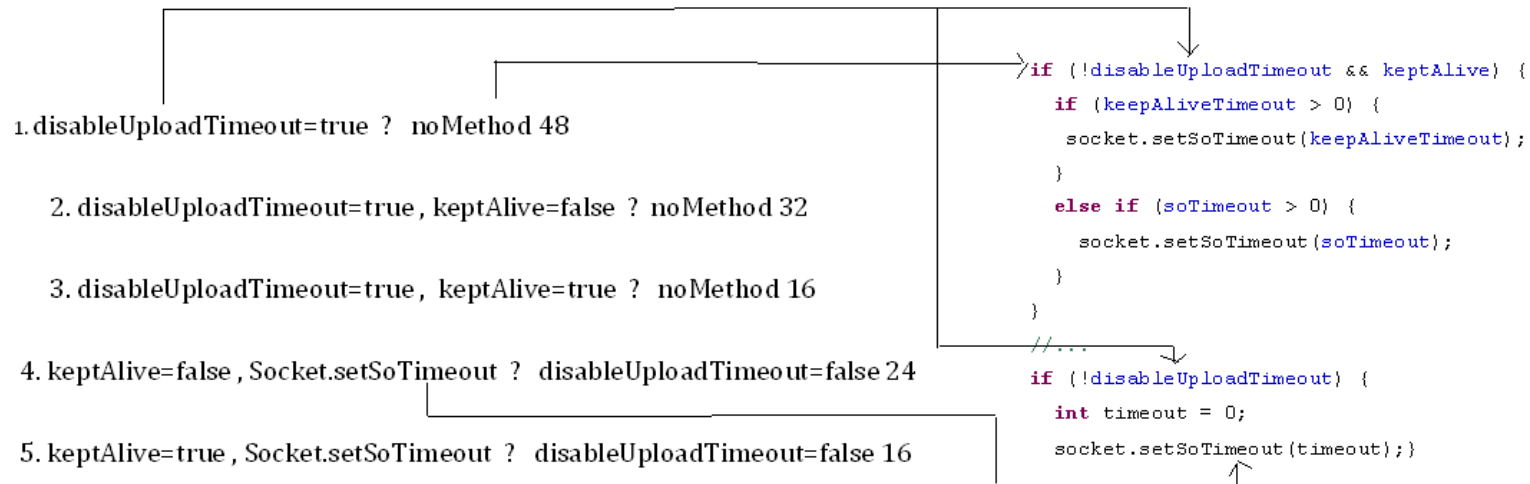 1. disableUploadTimeout=true ? noMethod 48
2. disableUploadTimeout=true, keptAlive=false ? noMethod 32
3. disableUploadTimeout=true, keptAlive=true ? noMethod 16
4. keptAlive=false, Socket.setSoTimeout ? disableUploadTimeout=false 24
5. keptAlive=true, Socket.setSoTimeout ? disableUploadTimeout=false 16
if (!disableUploadTimeout && keptAlive) {
if (keepAliveTimeout > 0) {
socket.setSoTimeout(keepAliveTimeout);
}
else if (soTimeout > 0) {
socket.setSoTimeout(soTimeout);
}
}
//...
if (!disableUploadTimeout) {
int timeout = 0;
socket.setSoTimeout(timeout);}